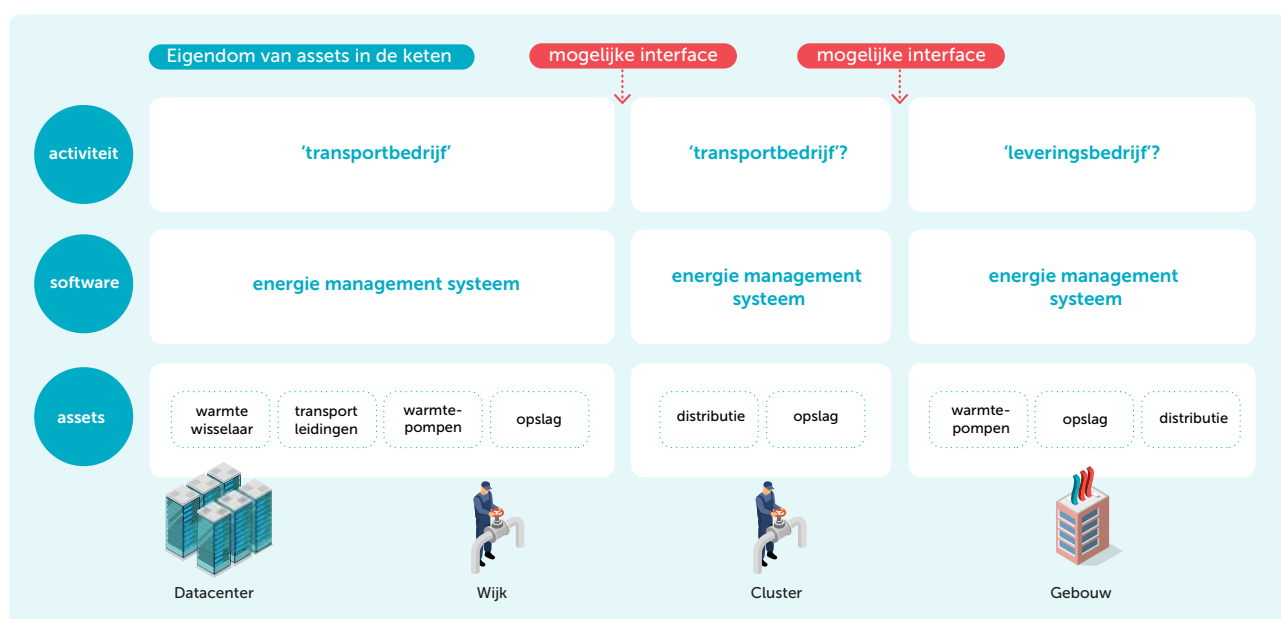 Eigendom van assets in de keten
mogelijke interface
mogelijke interface
activiteit
‘transportbedrijf’
‘transportbedrijf’?
‘leveringsbedrijf’?
software
energie management systeem
energie management
systeem
energie management
systeem
assets
warmte
wisselaar
transport
leidingen
warmte-
pompen
opslag
distributie
opslag
warmte-
pompen
opslag
distributie
Datacenter
Wijk
Cluster
Gebouw